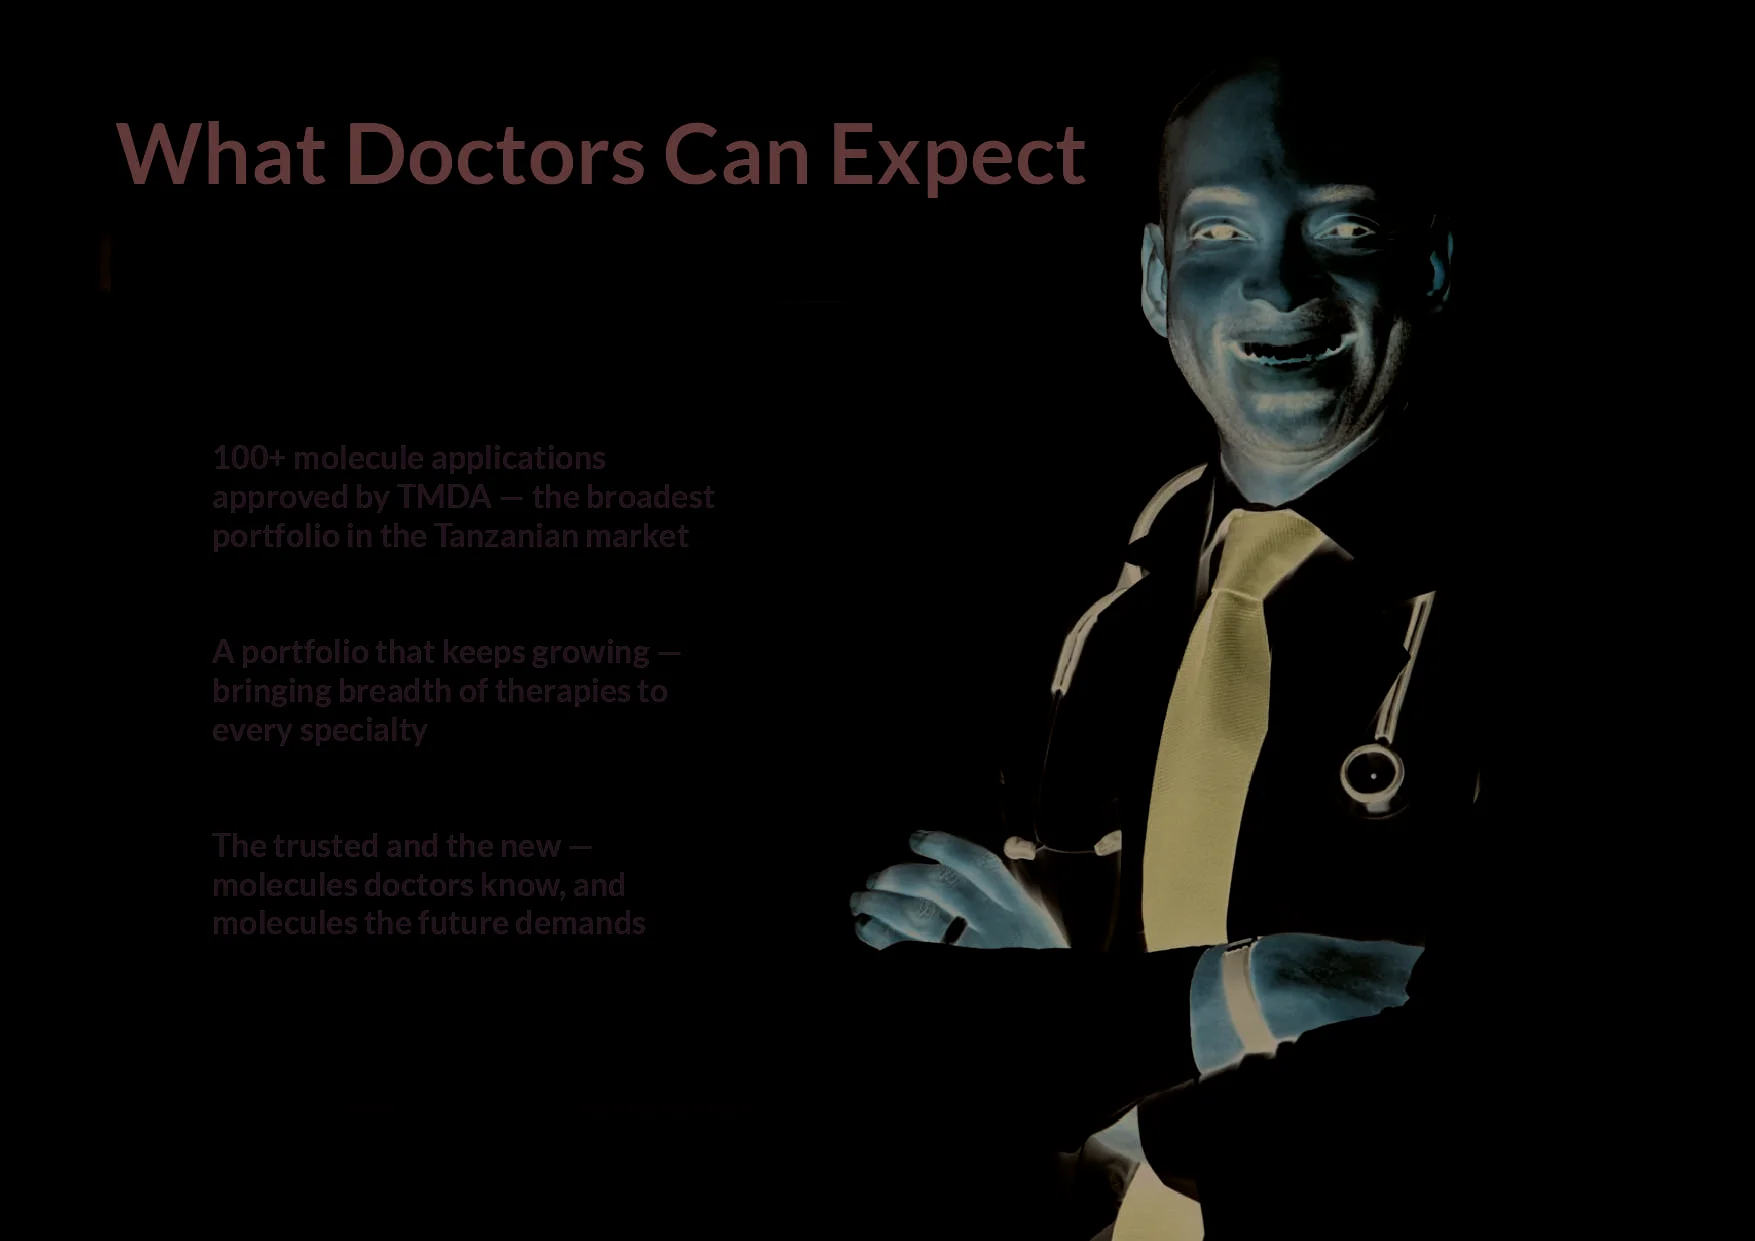 What Doctors Can Expect
100+ molecule applications
approved by TMDA — the broadest
portfolio in the Tanzanian market
A portfolio that keeps growing —
bringing breadth of therapies to
every specialty
The trusted and the new —
molecules doctors know, and
molecules the future demands